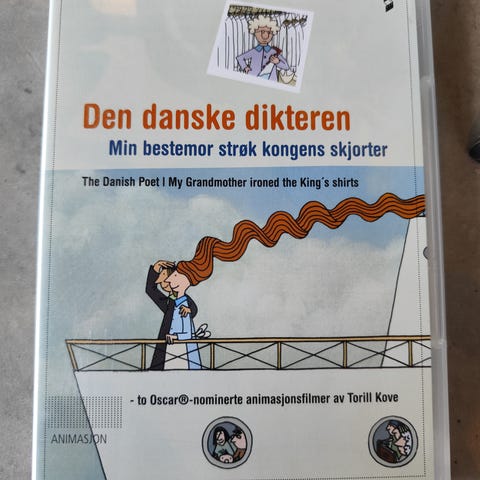 Den danske dikteren
Min bestemor strøk kongens skjorter
The Danish Poet | My Grandmother ironed the King´s shirts
- to Oscar®-nominerte animasjonsfilmer av Torill Kove
ANIMASJON